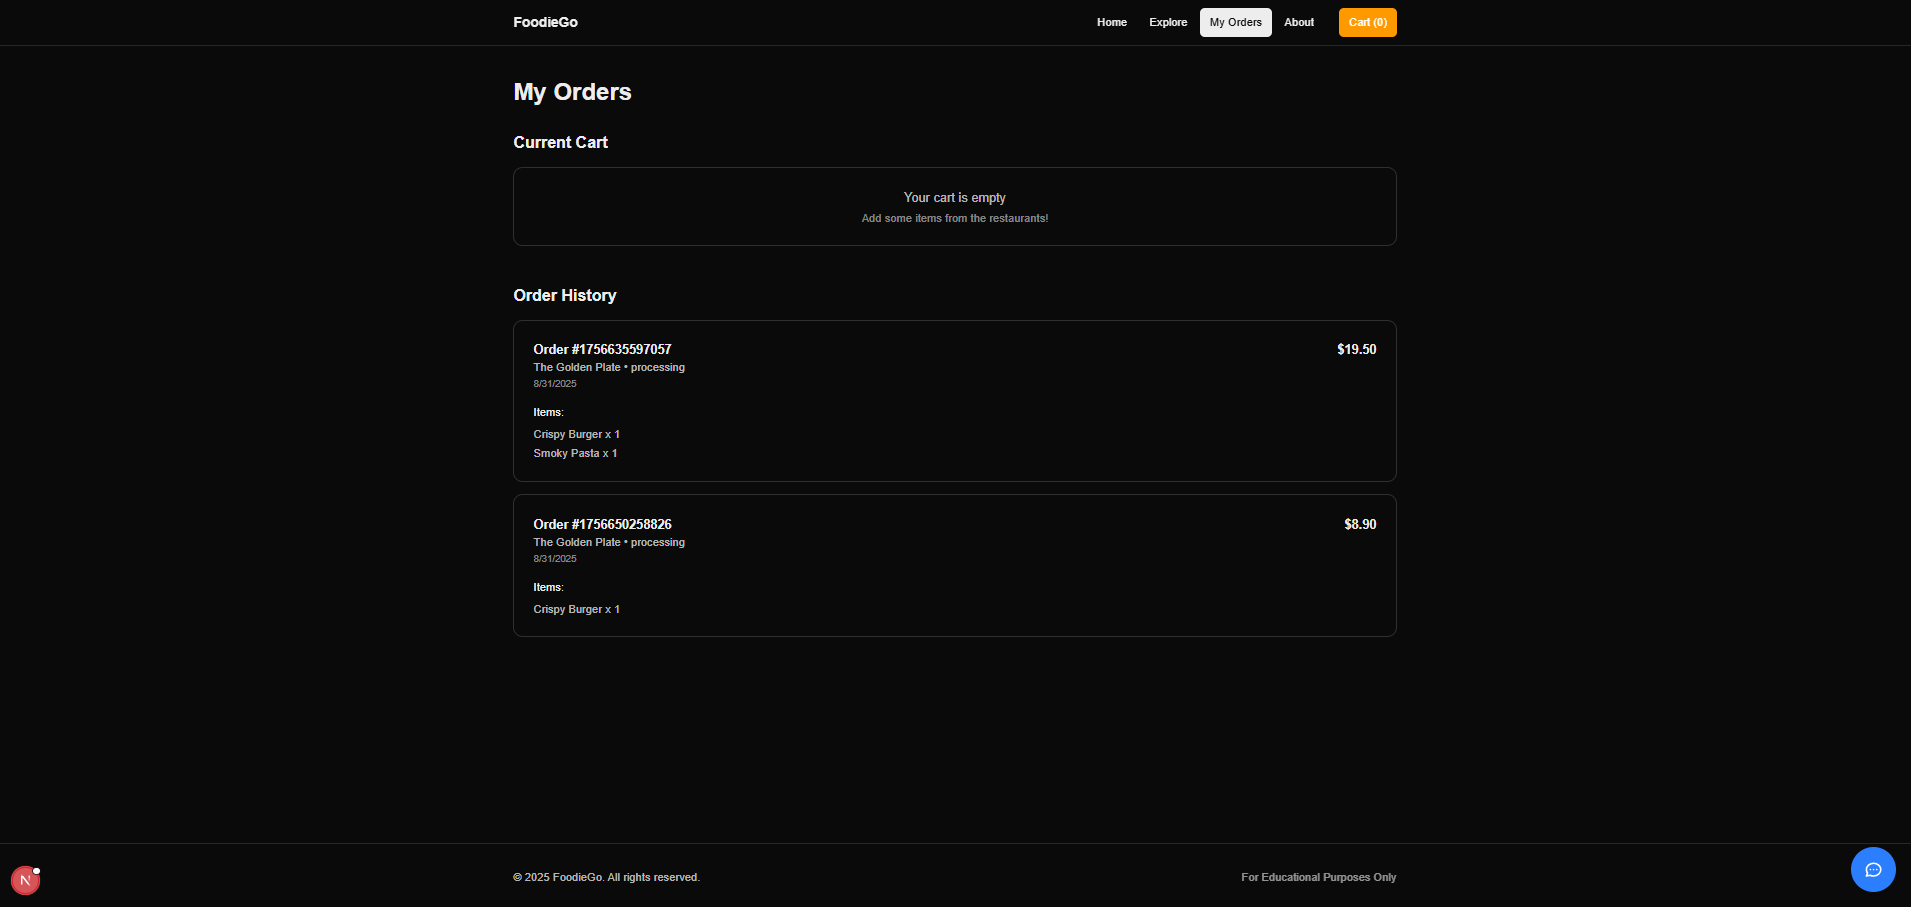 FoodieGo
Home Explore My Orders About Cart (0)
My Orders
Current Cart
Your cart is empty
Add some items from the restaurants!
Order History
Order #1756635597057 $19.50
The Golden Plate • processing
8/31/2025
Items:
Crispy Burger x 1
Smoky Pasta x 1
Order #1756650258826 $8.90
The Golden Plate • processing
8/31/2025
Items:
Crispy Burger x 1
N
© 2025 FoodieGo. All rights reserved. For Educational Purposes Only